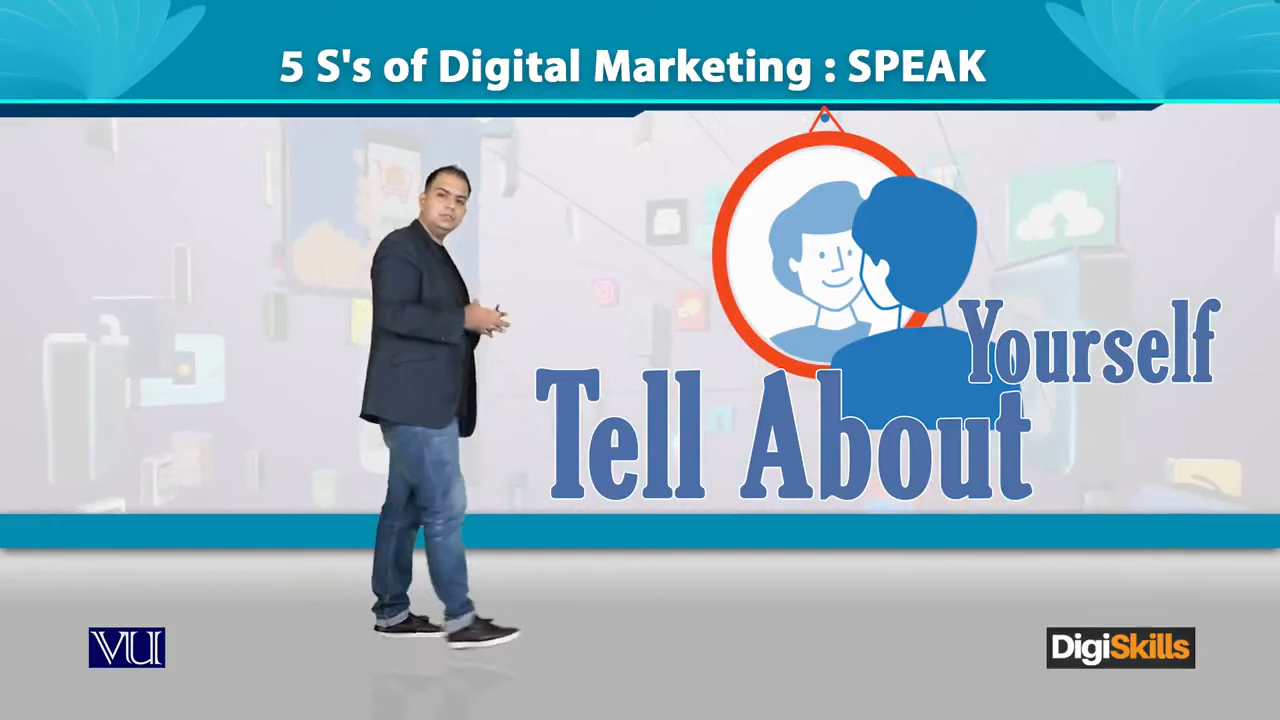 5 S's of Digital Marketing : SPEAK
Yourself
Tell About
VU
DigiSkills